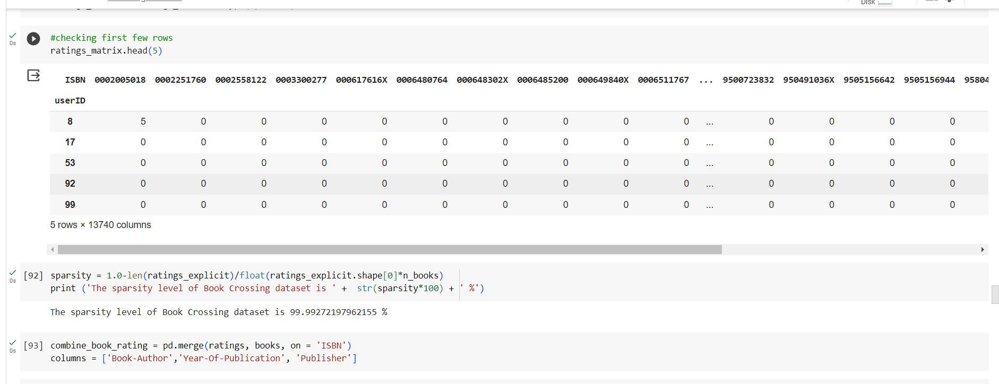 Disk
0s
#checking first few rows
ratings_matrix.head(5)
ISBN 0002005018 0002251760 0002558122 0003300277 000617616X 0006480764 000648302X 0006485200 000649840X 0006511767 ... 9500723832 950491036X 9505156642 9505156944 95804
userID
8 5 0 0 0 0 0 0 0 0 0 ... 0 0 0 0
17 0 0 0 0 0 0 0 0 0 0 ... 0 0 0 0
53 0 0 0 0 0 0 0 0 0 0 ... 0 0 0 0
92 0 0 0 0 0 0 0 0 0 0 ... 0 0 0 0
99 0 0 0 0 0 0 0 0 0 0 ... 0 0 0 0
5 rows × 13740 columns
0s
[92] sparsity = 1.0-len(ratings_explicit)/float(ratings_explicit.shape[0]*n_books)
print ('The sparsity level of Book Crossing dataset is ' +  str(sparsity*100) + ' %')
The sparsity level of Book Crossing dataset is 99.99272197962155 %
0s
[93] combine_book_rating = pd.merge(ratings, books, on = 'ISBN')
columns = ['Book-Author','Year-Of-Publication', 'Publisher']